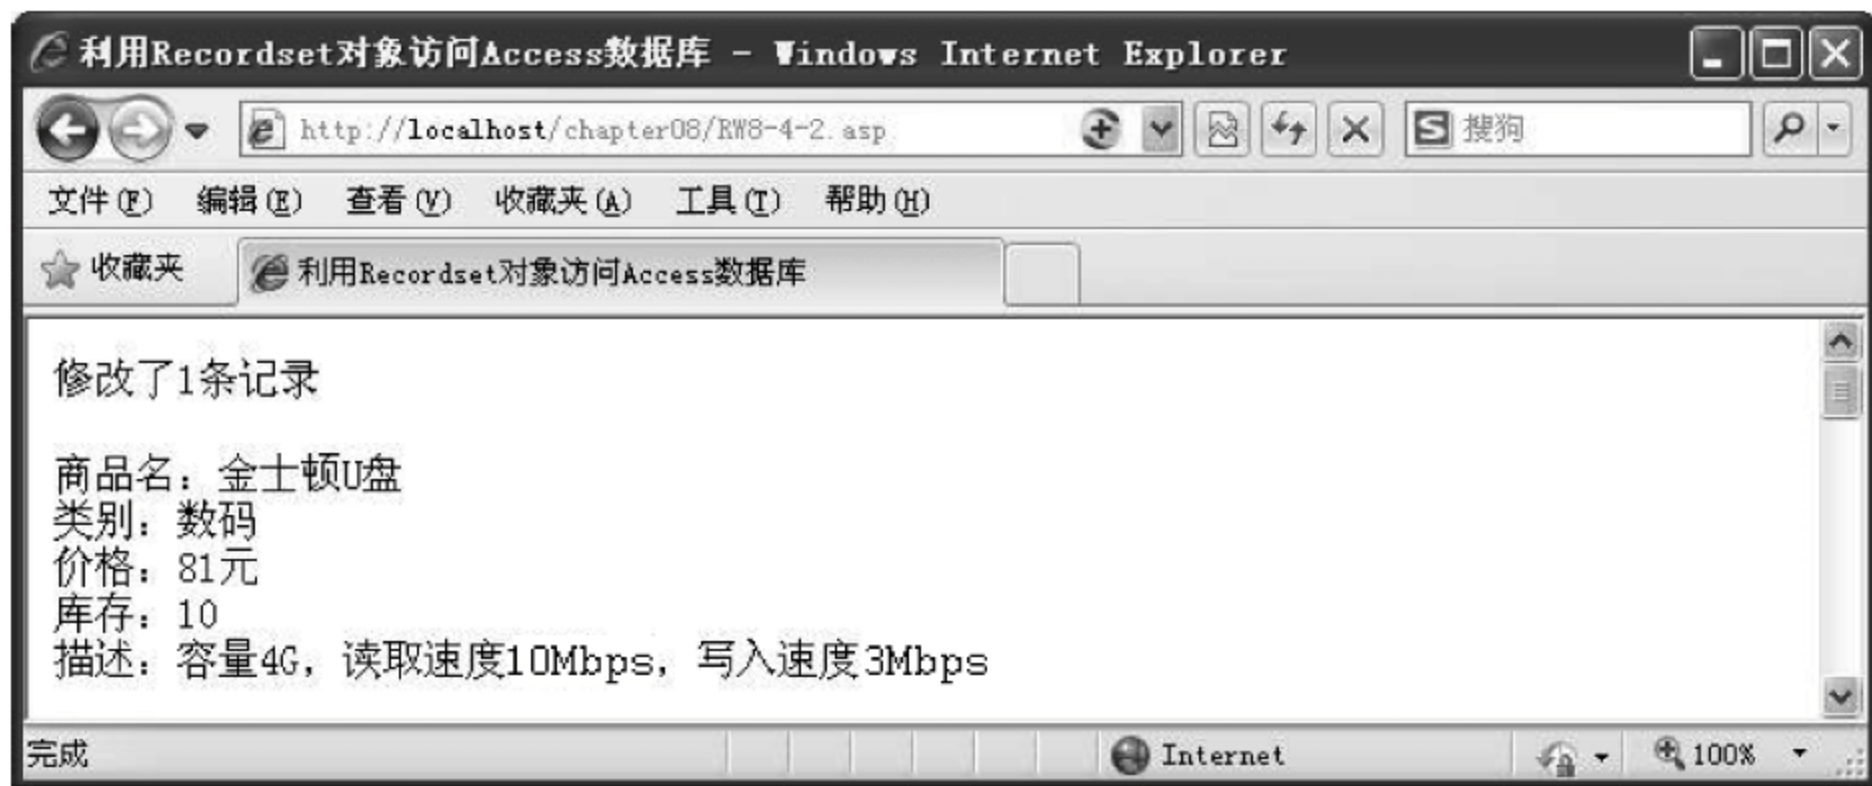 利用Recordset对象访问Access数据库 - Windows Internet Explorer
http://localhost/chapter08/RW8-4-2.asp
搜狗
文件(F) 编辑(E) 查看(V) 收藏夹(A) 工具(T) 帮助(H)
收藏夹 利用Recordset对象访问Access数据库
修改了1条记录
商品名：金士顿U盘
类别：数码
价格：81元
库存：10
描述：容量4G，读取速度10Mbps，写入速度3Mbps
完成 Internet 100%